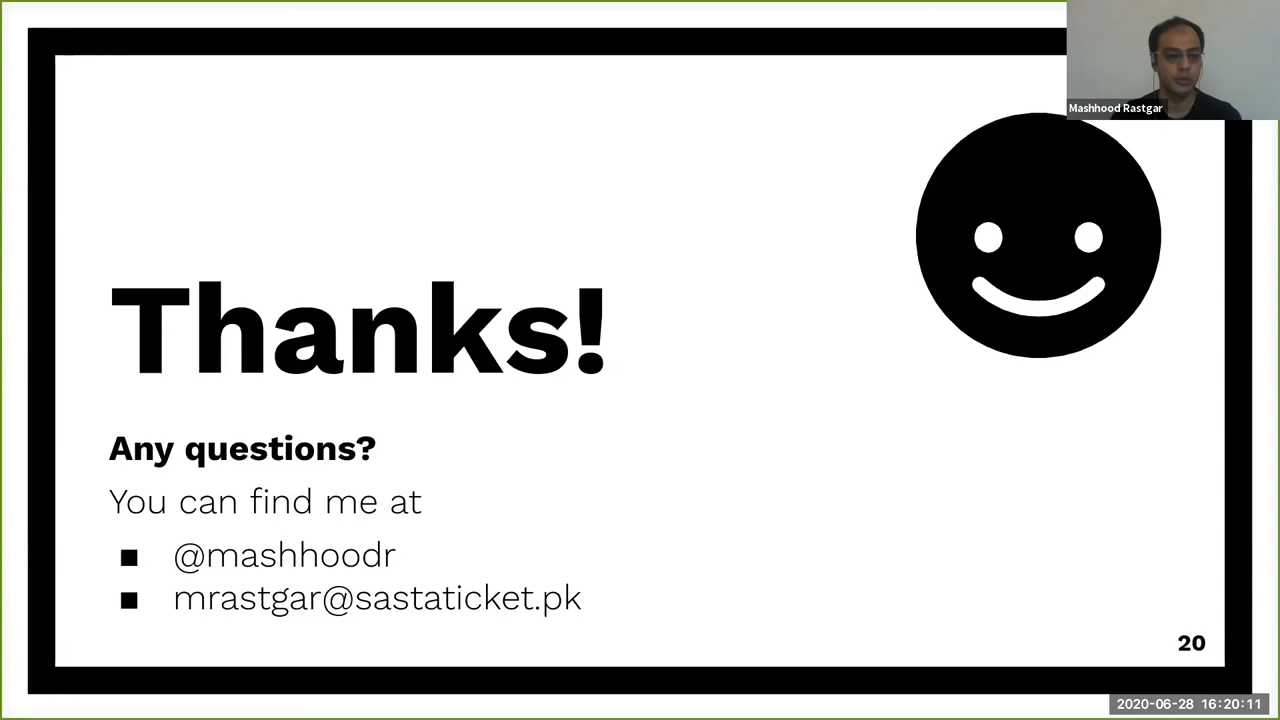 Mashhood Rastgar
Thanks!
Any questions?
You can find me at
■ @mashhoodr
■ mrastgar@sastaticket.pk
20
2020-06-28 16:20:11